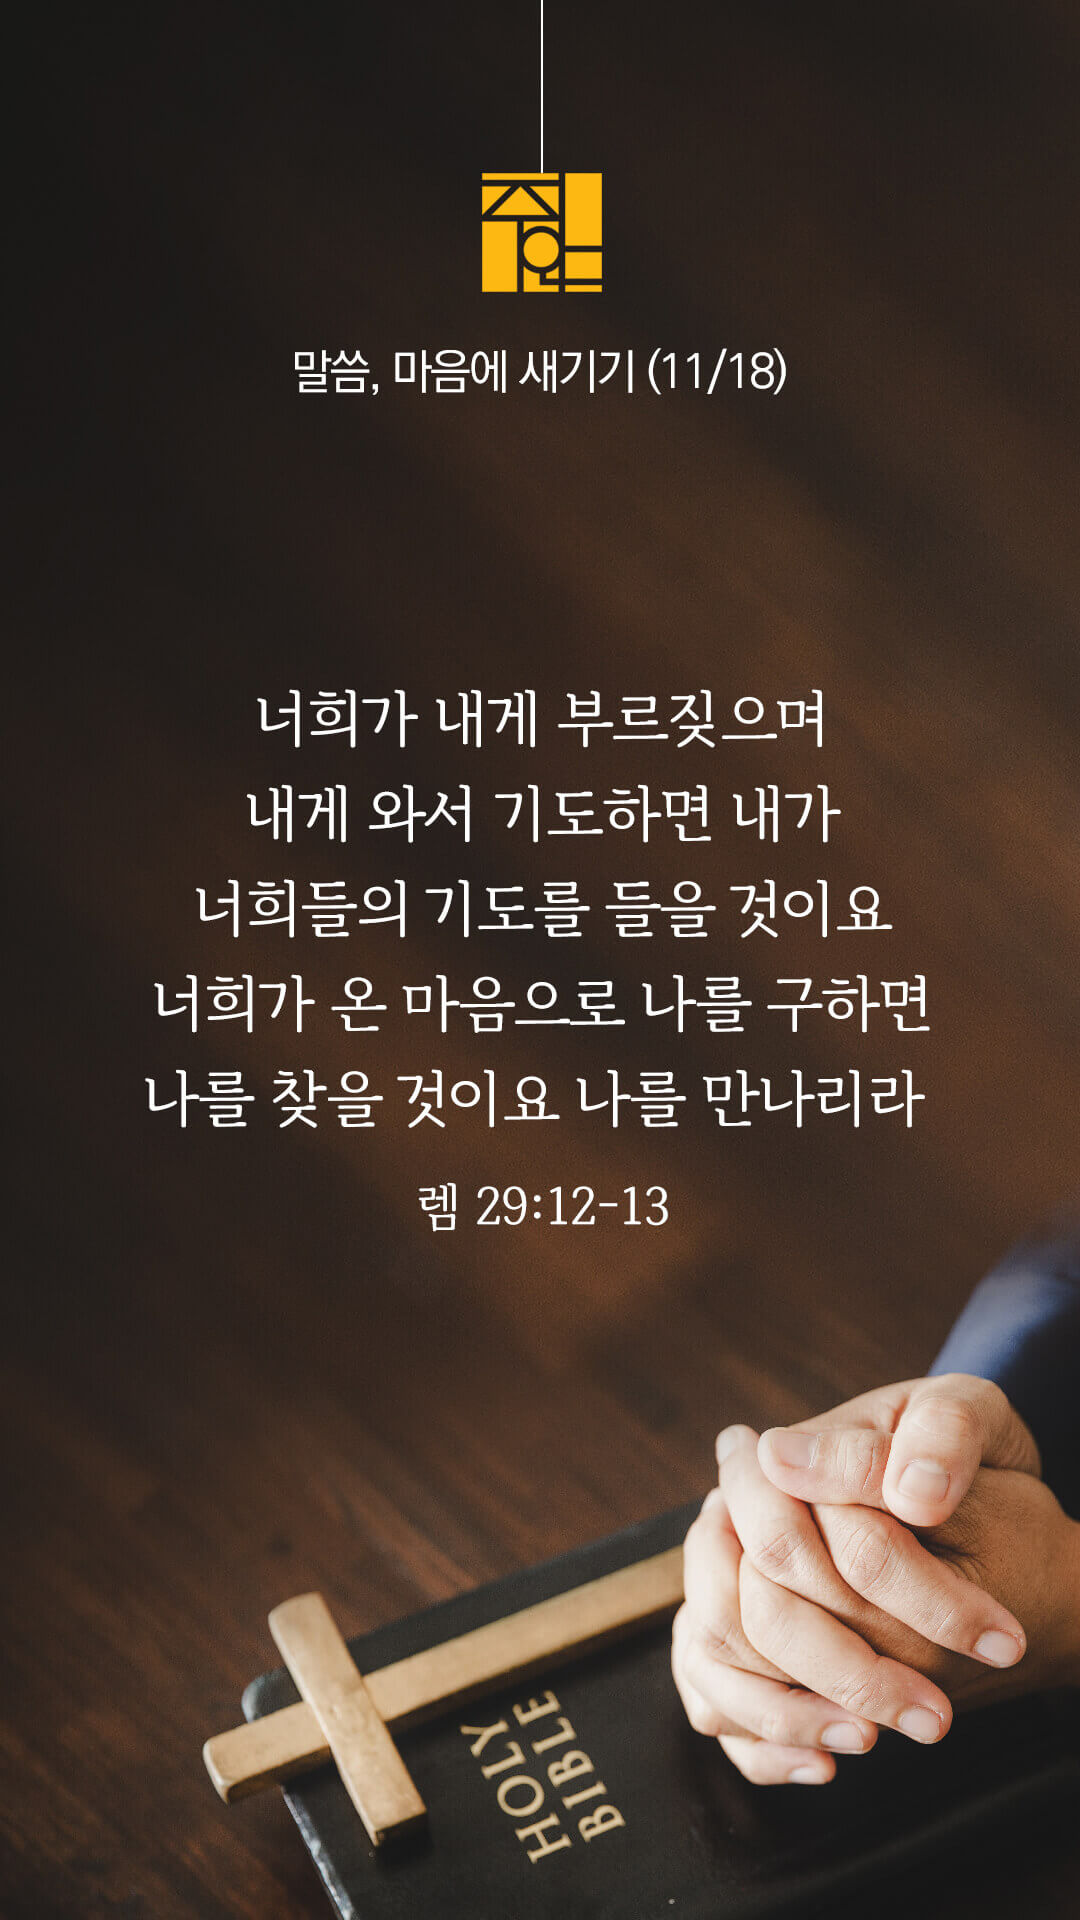 말씀, 마음에 새기기 (11/18)
너희가 내게 부르짖으며
내게 와서 기도하면 내가
너희들의 기도를 들을 것이요
너희가 온 마음으로 나를 구하면
나를 찾을 것이요 나를 만나리라
렘 29:12-13
HOLY
BIBLE